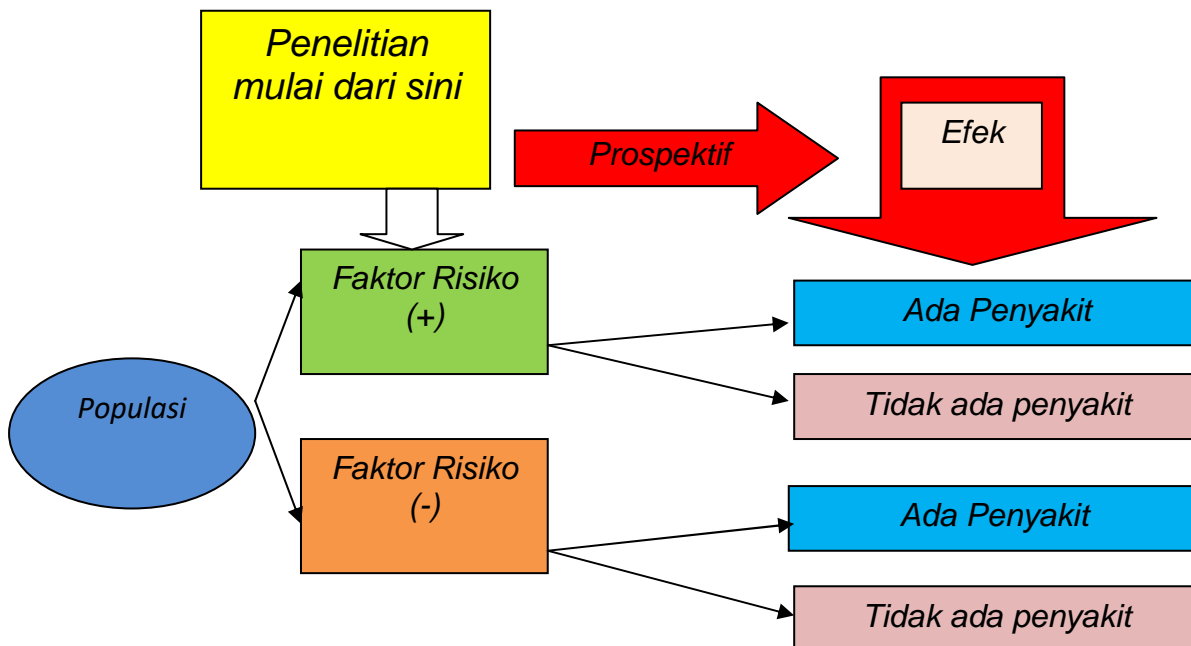 Penelitian
mulai dari sini
Prospektif
Efek
Faktor Risiko
(+)
Ada Penyakit
Tidak ada penyakit
Populasi
Faktor Risiko
(-)
Ada Penyakit
Tidak ada penyakit